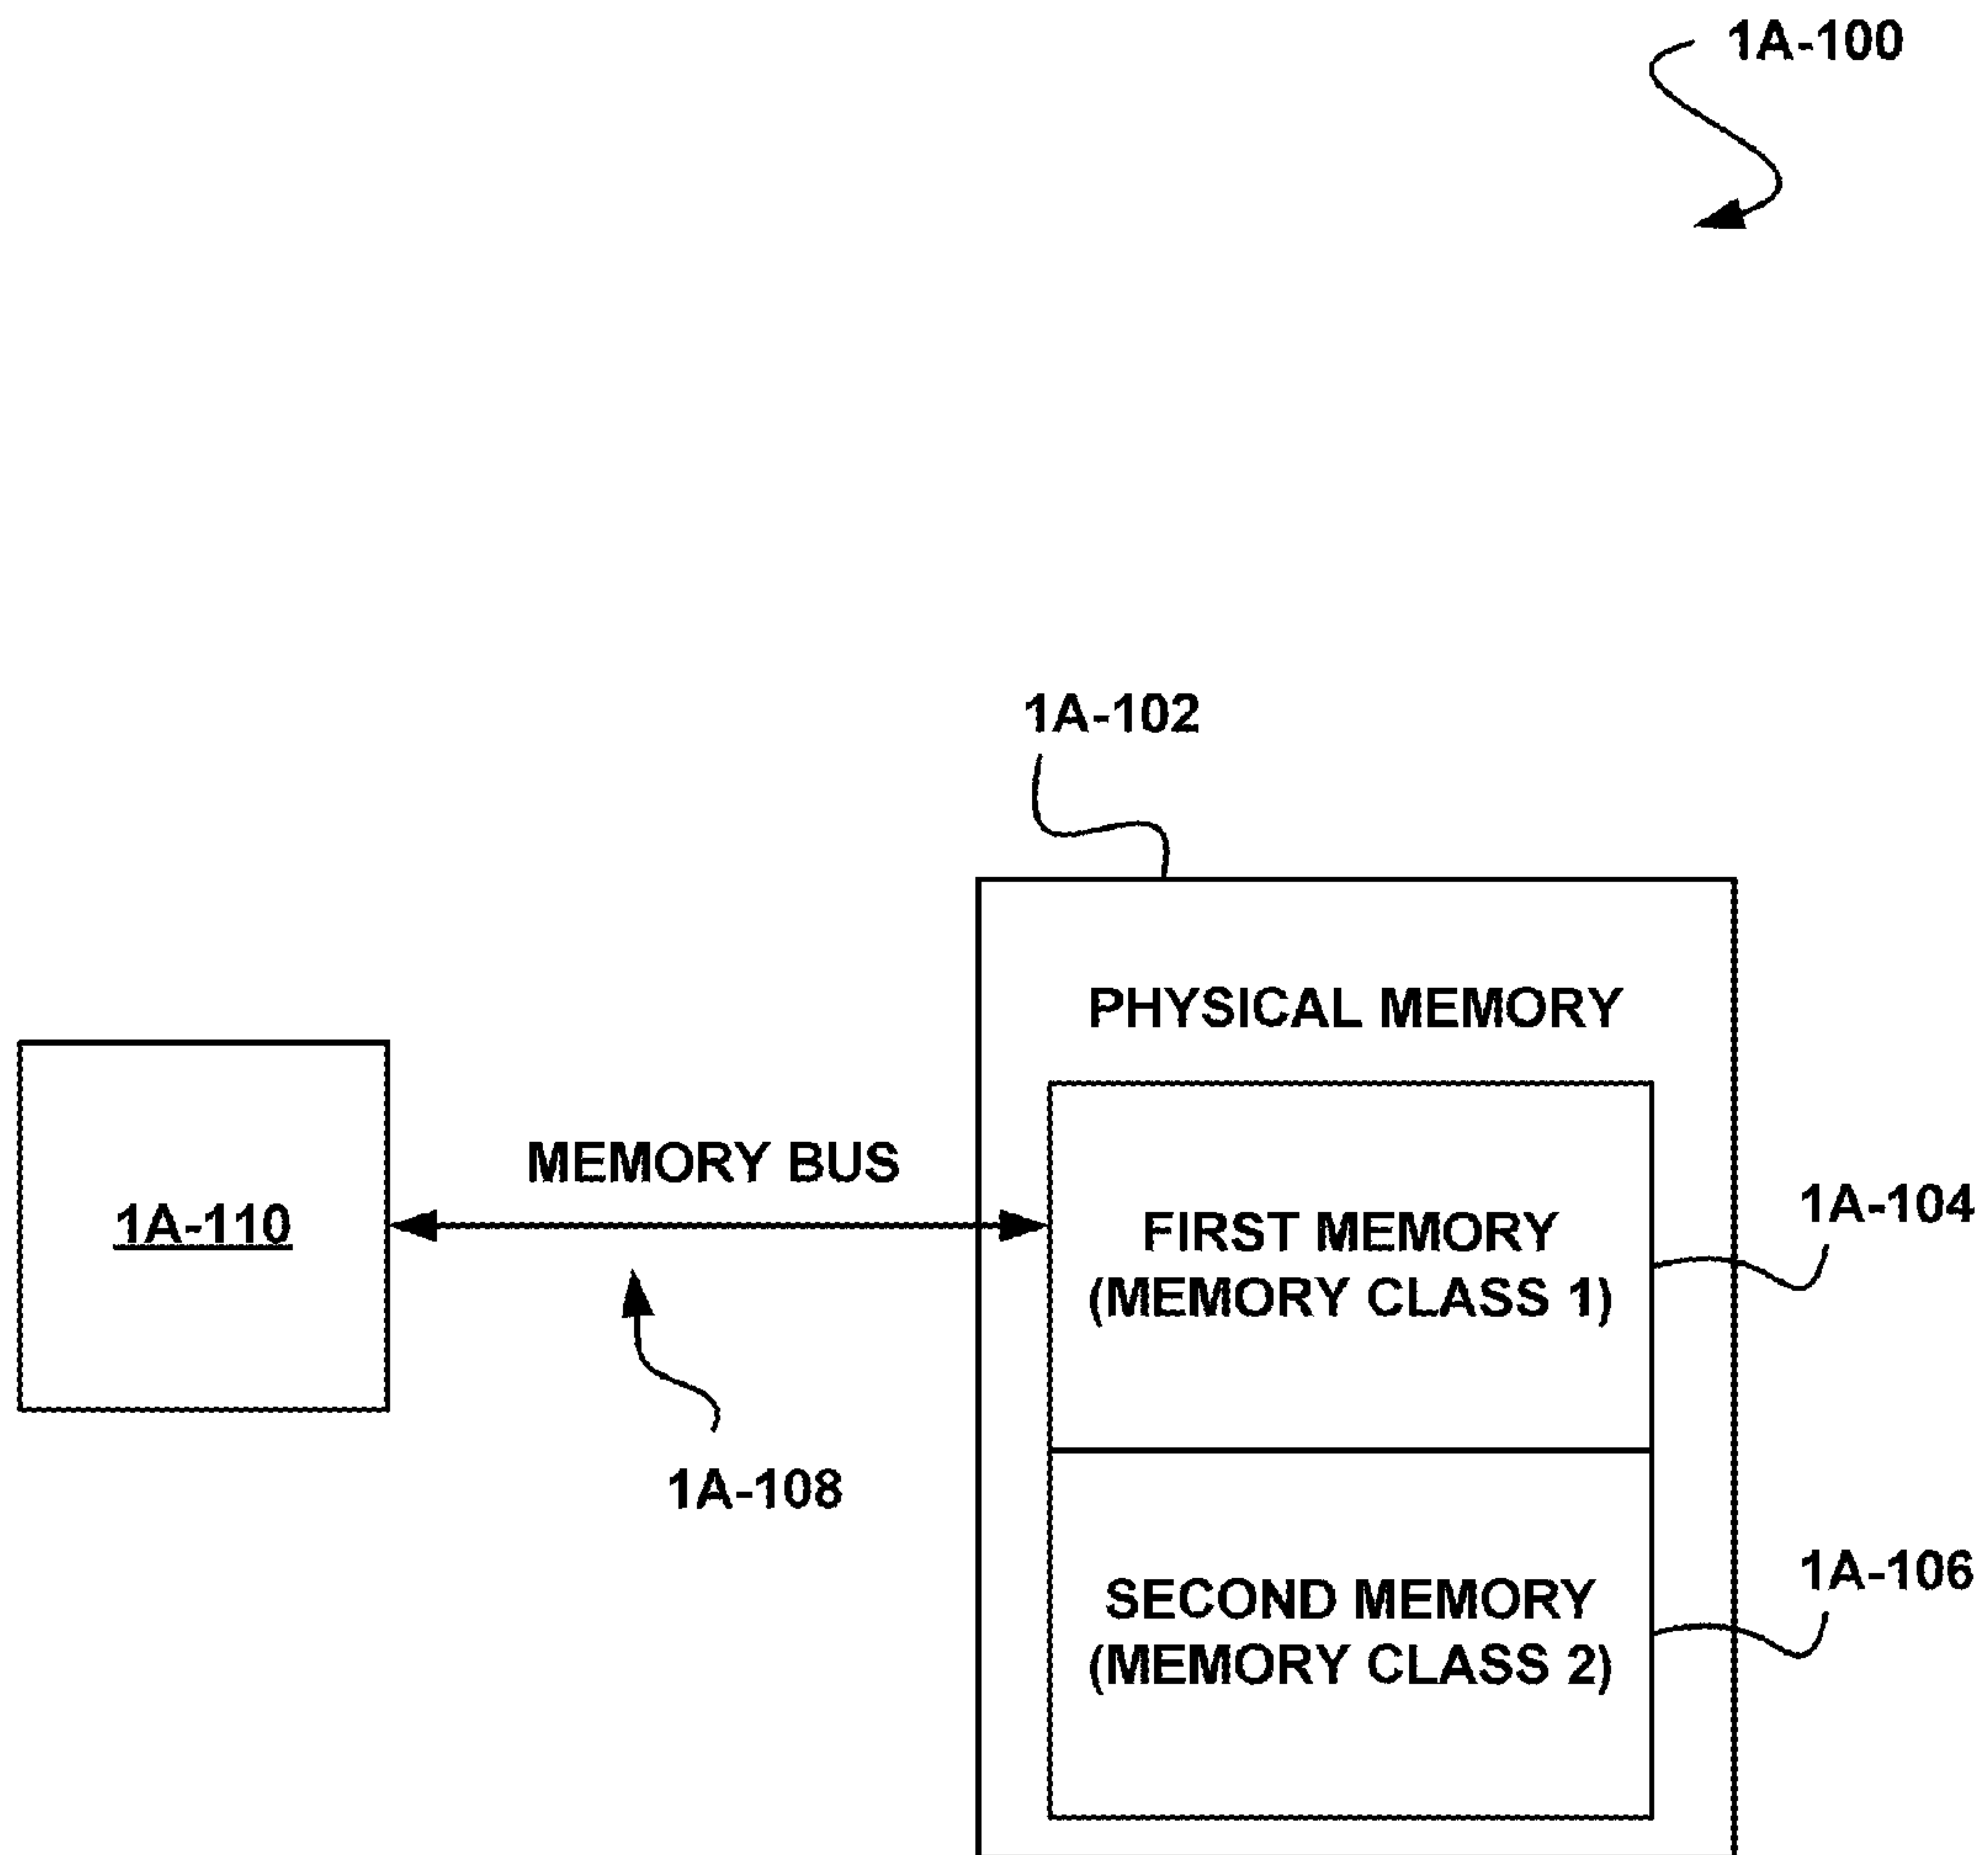 1A-100
1A-102
PHYSICAL MEMORY
MEMORY BUS
1A-110
FIRST MEMORY
(MEMORY CLASS 1)
1A-104
1A-108
SECOND MEMORY
(MEMORY CLASS 2)
1A-106